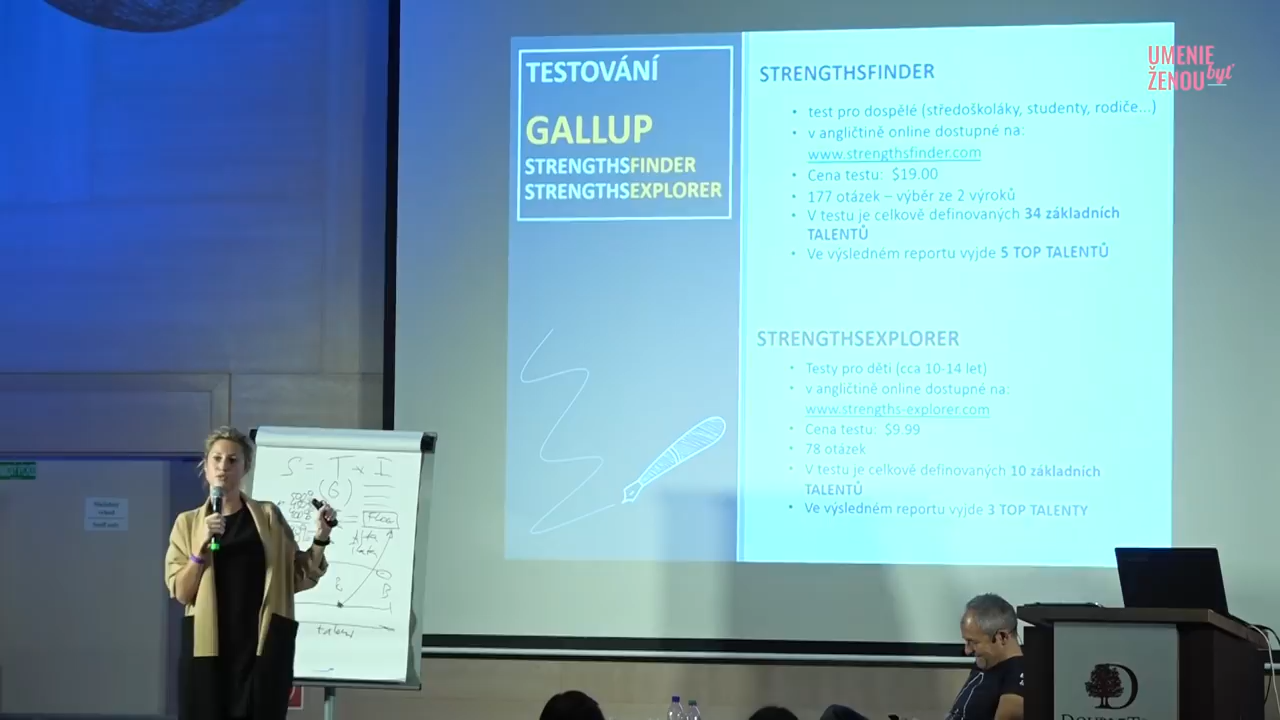 TESTOVÁNÍ
GALLUP
STRENGTHSFINDER
STRENGTHSEXPLORER
STRENGTHSFINDER
• test pro dospělé (středoškoláky, studenty, rodiče...)
• v angličtině online dostupné na:
www.strengthsfinder.com
• Cena testu: $19.00
• 177 otázek – výběr ze 2 výroků
• V testu je celkově definovaných 34 základních
TALENTŮ
• Ve výsledném reportu vyjde 5 TOP TALENTŮ
STRENGTHSEXPLORER
• Testy pro děti (cca 10-14 let)
• v angličtině online dostupné na:
www.strengths-explorer.com
• Cena testu: $9.99
• 78 otázek
• V testu je celkově definovaných 10 základních
TALENTŮ
• Ve výsledném reportu vyjde 3 TOP TALENTY
UMENIE
ŽENOU byť
S = T x I
(6)
FLOW
talent
D